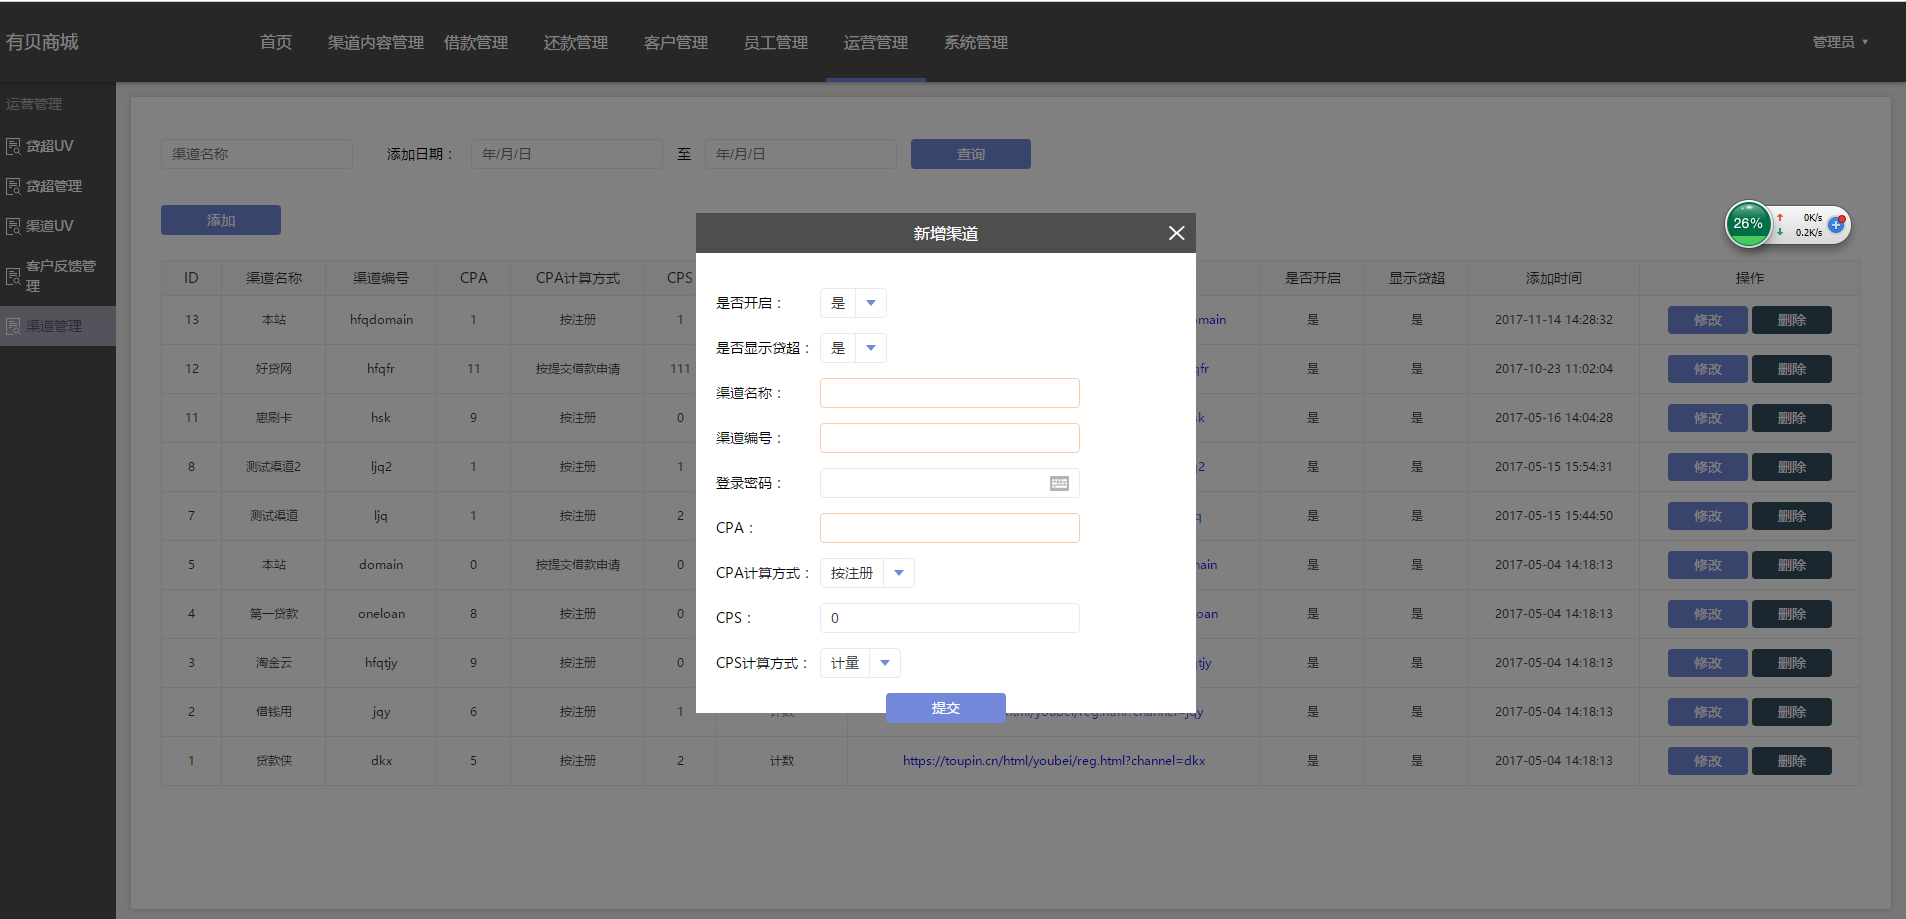 有贝商城 首页 渠道内容管理 借款管理 还款管理 客户管理 员工管理 运营管理 系统管理 管理员
运营管理
贷超UV
贷超管理
渠道UV
客户反馈管
理
渠道管理
渠道名称 添加日期： 年/月/日 至 年/月/日 查询
添加
26% 0K/s
0.2K/s
ID 渠道名称 渠道编号 CPA CPA计算方式 CPS 是否开启 显示贷超 添加时间 操作
13 本站 hfqdomain 1 按注册 1 main 是 是 2017-11-14 14:28:32 修改 删除
12 好贷网 hfqfr 11 按提交借款申请 111 qfr 是 是 2017-10-23 11:02:04 修改 删除
11 惠刷卡 hsk 9 按注册 0 sk 是 是 2017-05-16 14:04:28 修改 删除
8 测试渠道2 ljq2 1 按注册 1 2 是 是 2017-05-15 15:54:31 修改 删除
7 测试渠道 ljq 1 按注册 2 q 是 是 2017-05-15 15:44:50 修改 删除
5 本站 domain 0 按提交借款申请 0 main 是 是 2017-05-04 14:18:13 修改 删除
4 第一贷款 oneloan 8 按注册 0 oan 是 是 2017-05-04 14:18:13 修改 删除
3 淘金云 hfqtjy 9 按注册 0 tjy 是 是 2017-05-04 14:18:13 修改 删除
2 借钱用 jqy 6 按注册 1 计数 html/youbei/reg.html?channel=jqy 是 是 2017-05-04 14:18:13 修改 删除
1 贷款侠 dkx 5 按注册 2 计数 https://toupin.cn/html/youbei/reg.html?channel=dkx 是 是 2017-05-04 14:18:13 修改 删除
新增渠道
是否开启： 是
是否显示贷超： 是
渠道名称：
渠道编号：
登录密码：
CPA：
CPA计算方式： 按注册
CPS： 0
CPS计算方式： 计量
提交